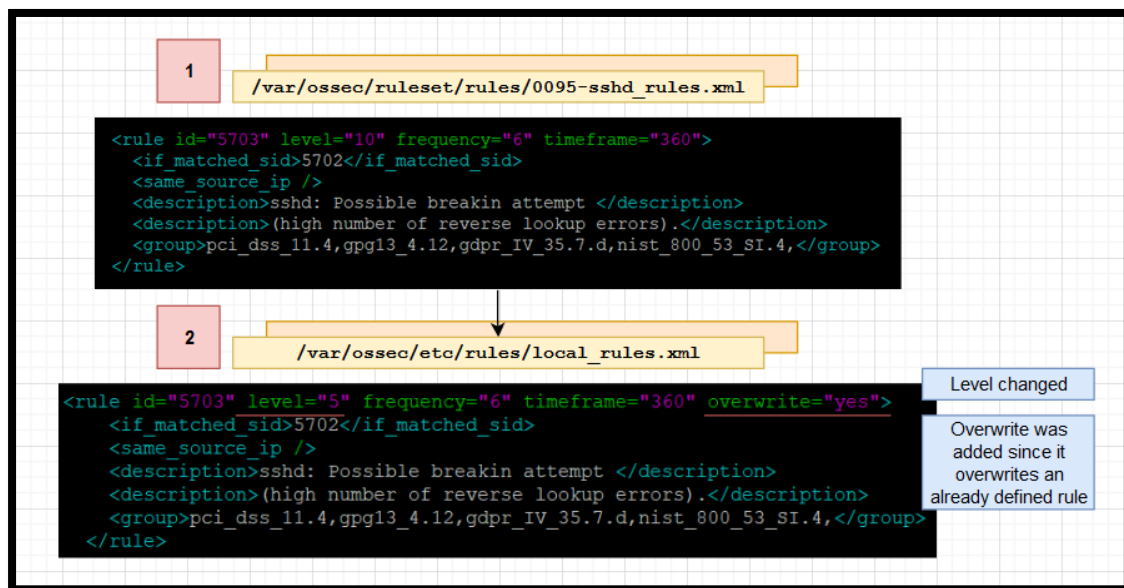 1
/var/ossec/ruleset/rules/0095-sshd_rules.xml
<rule id="5703" level="10" frequency="6" timeframe="360">
<if_matched_sid>5702</if_matched_sid>
<same_source_ip />
<description>sshd: Possible breakin attempt </description>
<description>(high number of reverse lookup errors).</description>
<group>pci_dss_11.4,gpg13_4.12,gdpr_IV_35.7.d,nist_800_53_SI.4,</group>
</rule>
2
/var/ossec/etc/rules/local_rules.xml
<rule id="5703" level="5" frequency="6" timeframe="360" overwrite="yes">
<if_matched_sid>5702</if_matched_sid>
<same_source_ip />
<description>sshd: Possible breakin attempt </description>
<description>(high number of reverse lookup errors).</description>
<group>pci_dss_11.4,gpg13_4.12,gdpr_IV_35.7.d,nist_800_53_SI.4,</group>
</rule>
Level changed
Overwrite was
added since it
overwrites an
already defined rule